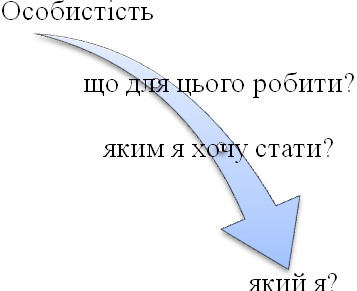 Особистість
що для цього робити?
яким я хочу стати?
який я?